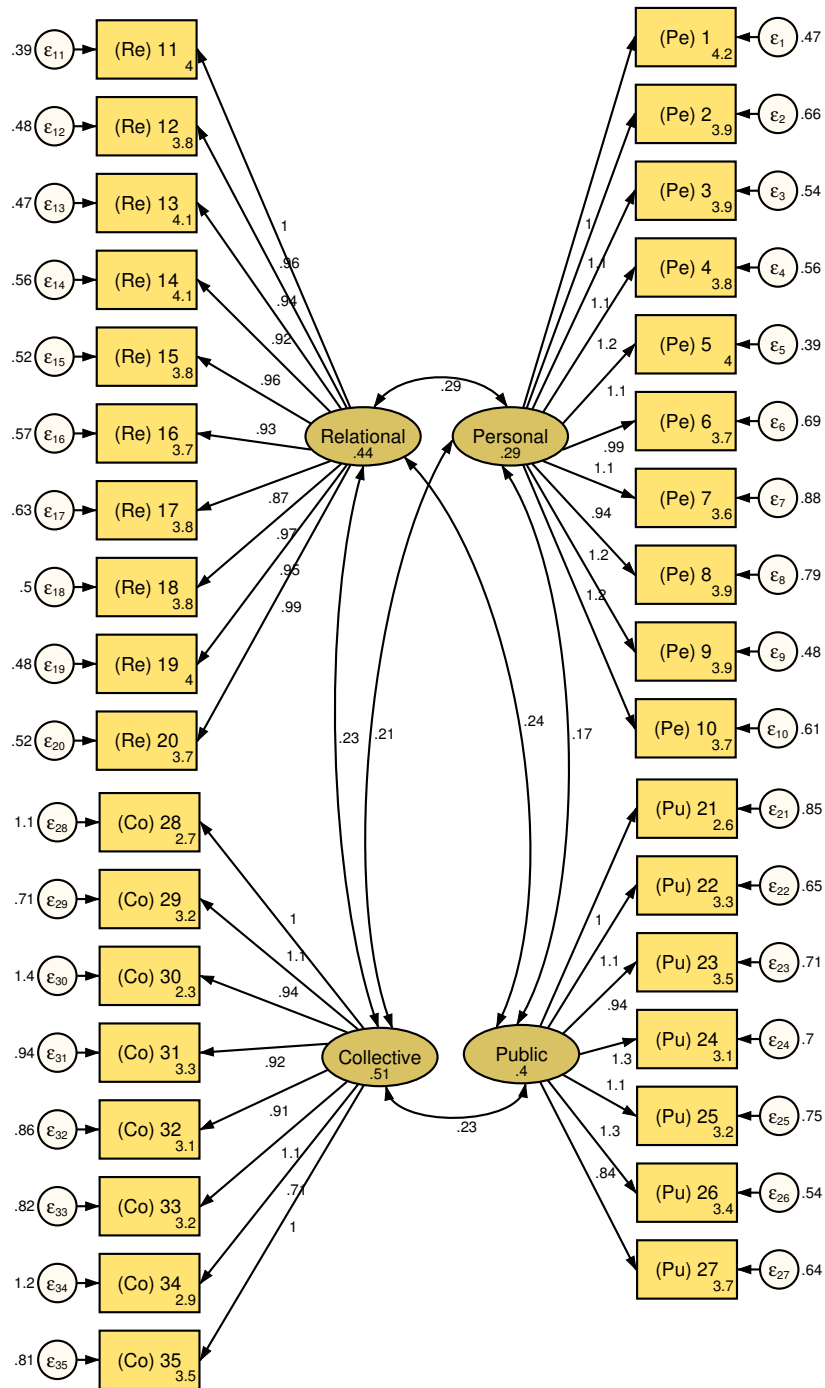 .39 ε11 (Re) 11 4
.48 ε12 (Re) 12 3.8
.47 ε13 (Re) 13 4.1
.56 ε14 (Re) 14 4.1
.52 ε15 (Re) 15 3.8
.57 ε16 (Re) 16 3.7
.63 ε17 (Re) 17 3.8
.5 ε18 (Re) 18 3.8
.48 ε19 (Re) 19 4
.52 ε20 (Re) 20 3.7
1
.96
.94
.92
.96
.93
.87
.97
.95
.99
Relational
.44
.29
Personal
.29
(Pe) 1 4.2 ε1 .47
(Pe) 2 3.9 ε2 .66
(Pe) 3 3.9 ε3 .54
(Pe) 4 3.8 ε4 .56
(Pe) 5 4 ε5 .39
(Pe) 6 3.7 ε6 .69
(Pe) 7 3.6 ε7 .88
(Pe) 8 3.9 ε8 .79
(Pe) 9 3.9 ε9 .48
(Pe) 10 3.7 ε10 .61
1
1.1
1.1
1.2
1.1
.99
1.1
.94
1.2
1.2
.23
.21
.24
.17
1.1 ε28 (Co) 28 2.7
.71 ε29 (Co) 29 3.2
1.4 ε30 (Co) 30 2.3
.94 ε31 (Co) 31 3.3
.86 ε32 (Co) 32 3.1
.82 ε33 (Co) 33 3.2
1.2 ε34 (Co) 34 2.9
.81 ε35 (Co) 35 3.5
1
1.1
.94
.92
.91
1.1
.71
1
Collective
.51
.23
Public
.4
(Pu) 21 2.6 ε21 .85
(Pu) 22 3.3 ε22 .65
(Pu) 23 3.5 ε23 .71
(Pu) 24 3.1 ε24 .7
(Pu) 25 3.2 ε25 .75
(Pu) 26 3.4 ε26 .54
(Pu) 27 3.7 ε27 .64
1
1.1
.94
1.3
1.1
1.3
.84